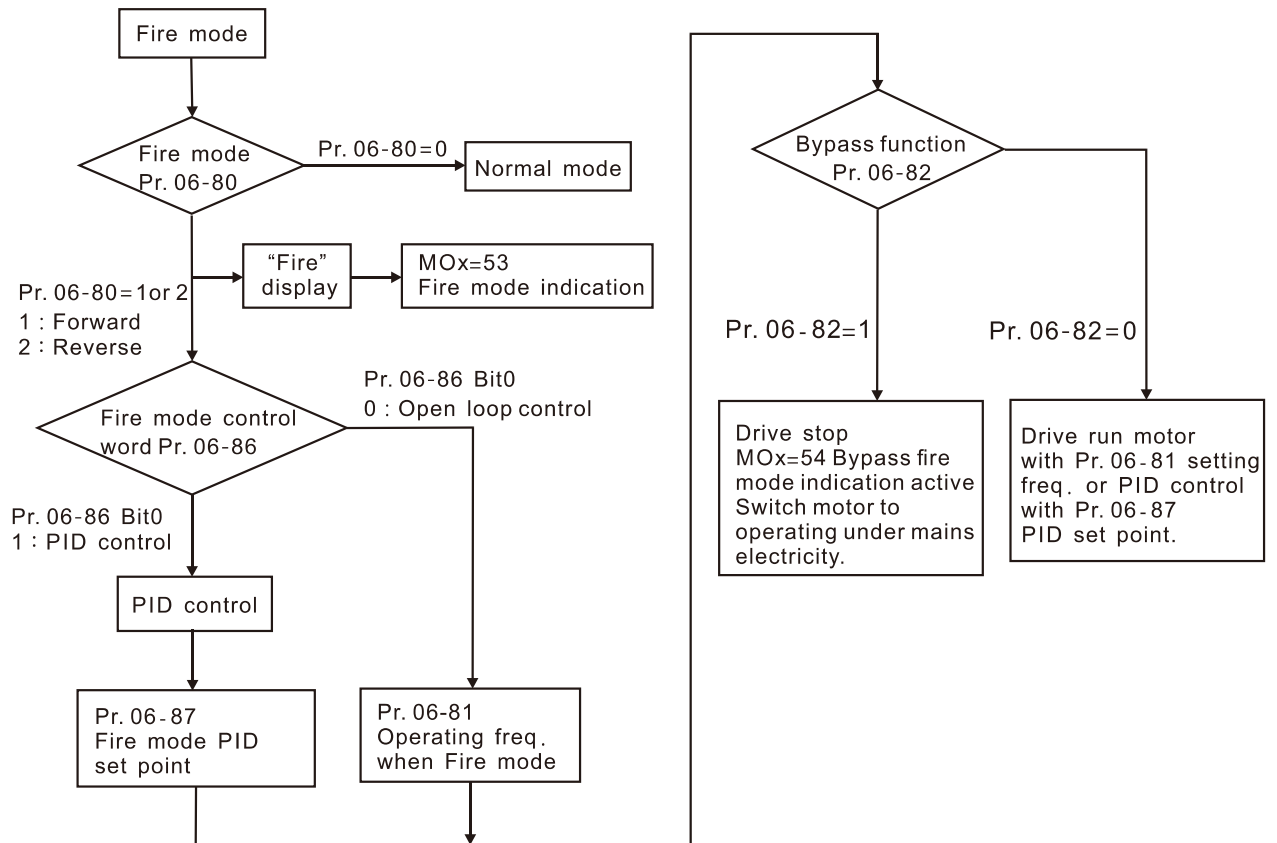 Fire mode
Fire mode
Pr. 06-80
Pr. 06-80=0
Normal mode
"Fire"
display
MOx=53
Fire mode indication
Pr. 06-80=1or 2
1 : Forward
2 : Reverse
Fire mode control
word Pr. 06-86
Pr. 06-86 Bit0
0 : Open loop control
Pr. 06-86 Bit0
1 : PID control
PID control
Pr. 06-87
Fire mode PID
set point
Pr. 06-81
Operating freq.
when Fire mode
Bypass function
Pr. 06-82
Pr. 06-82=1
Pr. 06-82=0
Drive stop
MOx=54 Bypass fire
mode indication active
Switch motor to
operating under mains
electricity.
Drive run motor
with Pr. 06-81 setting
freq. or PID control
with Pr. 06-87
PID set point.